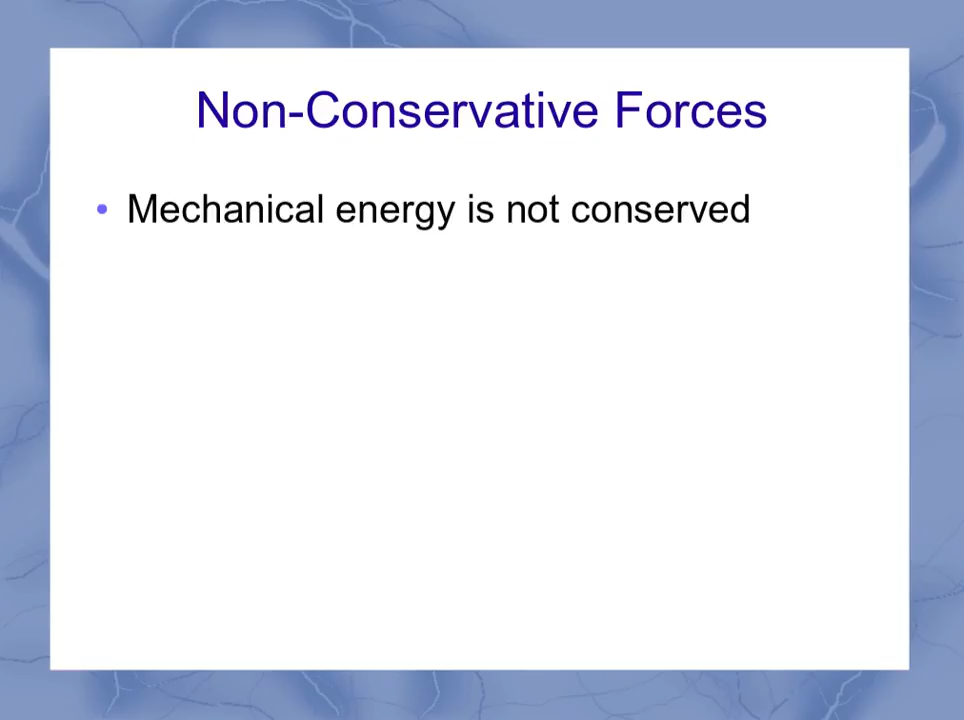 Non-Conservative Forces
• Mechanical energy is not conserved